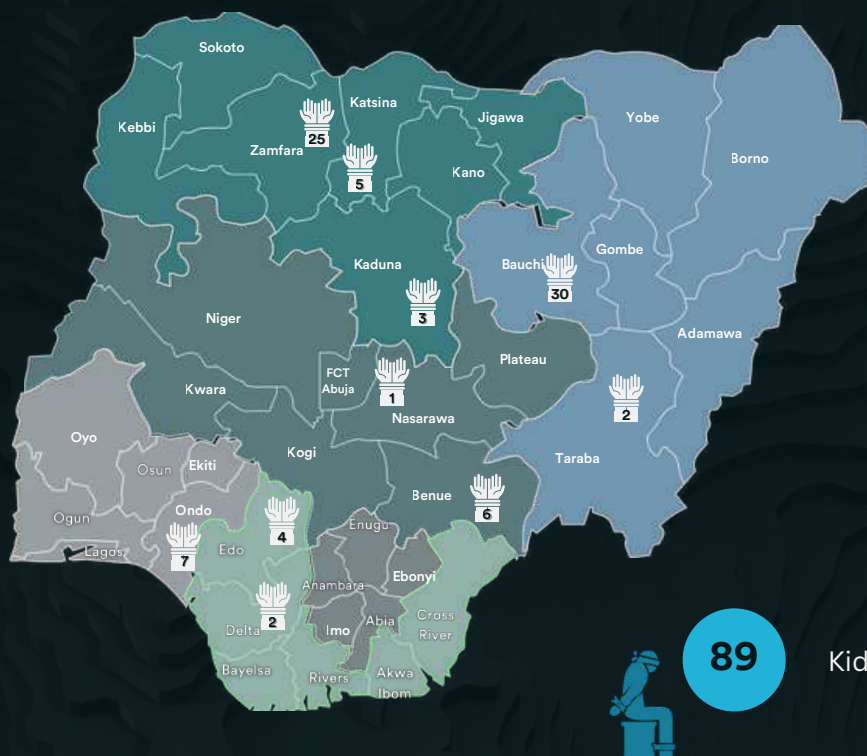 Sokoto
Katsina
Jigawa
Yobe
Kebbi
25
Zamfara
Borno
5
Kano
Gombe
Kaduna
Bauchi
30
3
Niger
Adamawa
Plateau
FCT
Abuja
Kwara
1
2
Nasarawa
Oyo
Kogi
Taraba
Osun
Ekiti
Benue
6
Ogun
Ondo
4
Enugu
Lagos
Edo
7
Ebonyi
Anambara
2
Cross
River
Delta
Imo
Abia
89
Kid
Bayelsa
Rivers
Akwa
Ibom